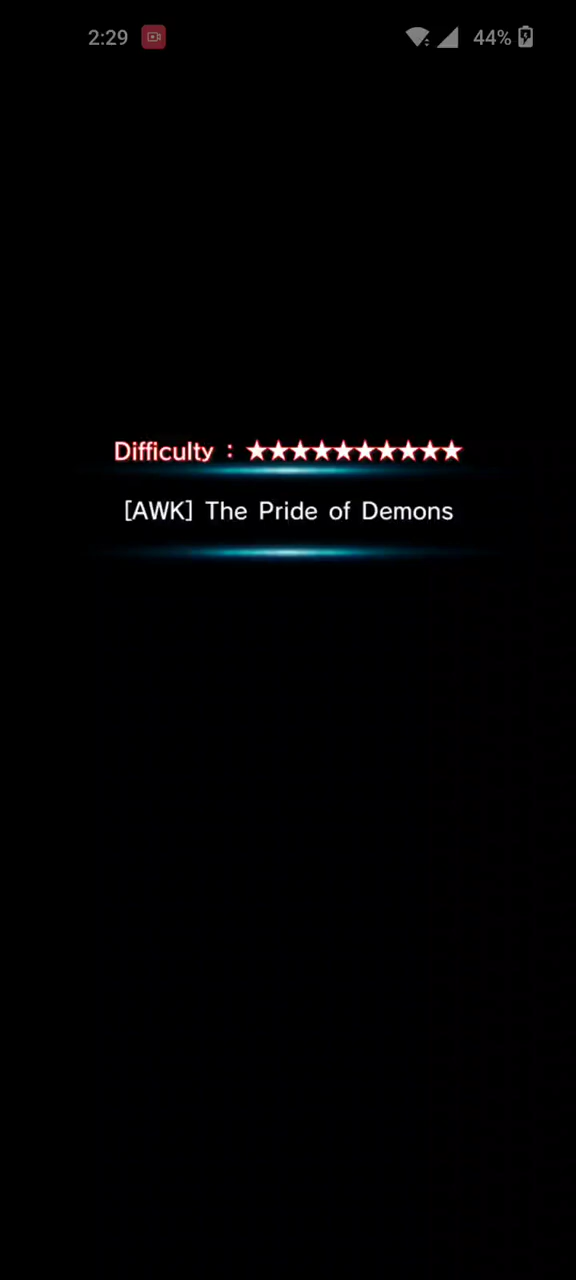 2:29 44%
Difficulty : ★★★★★★★★★★
[AWK] The Pride of Demons